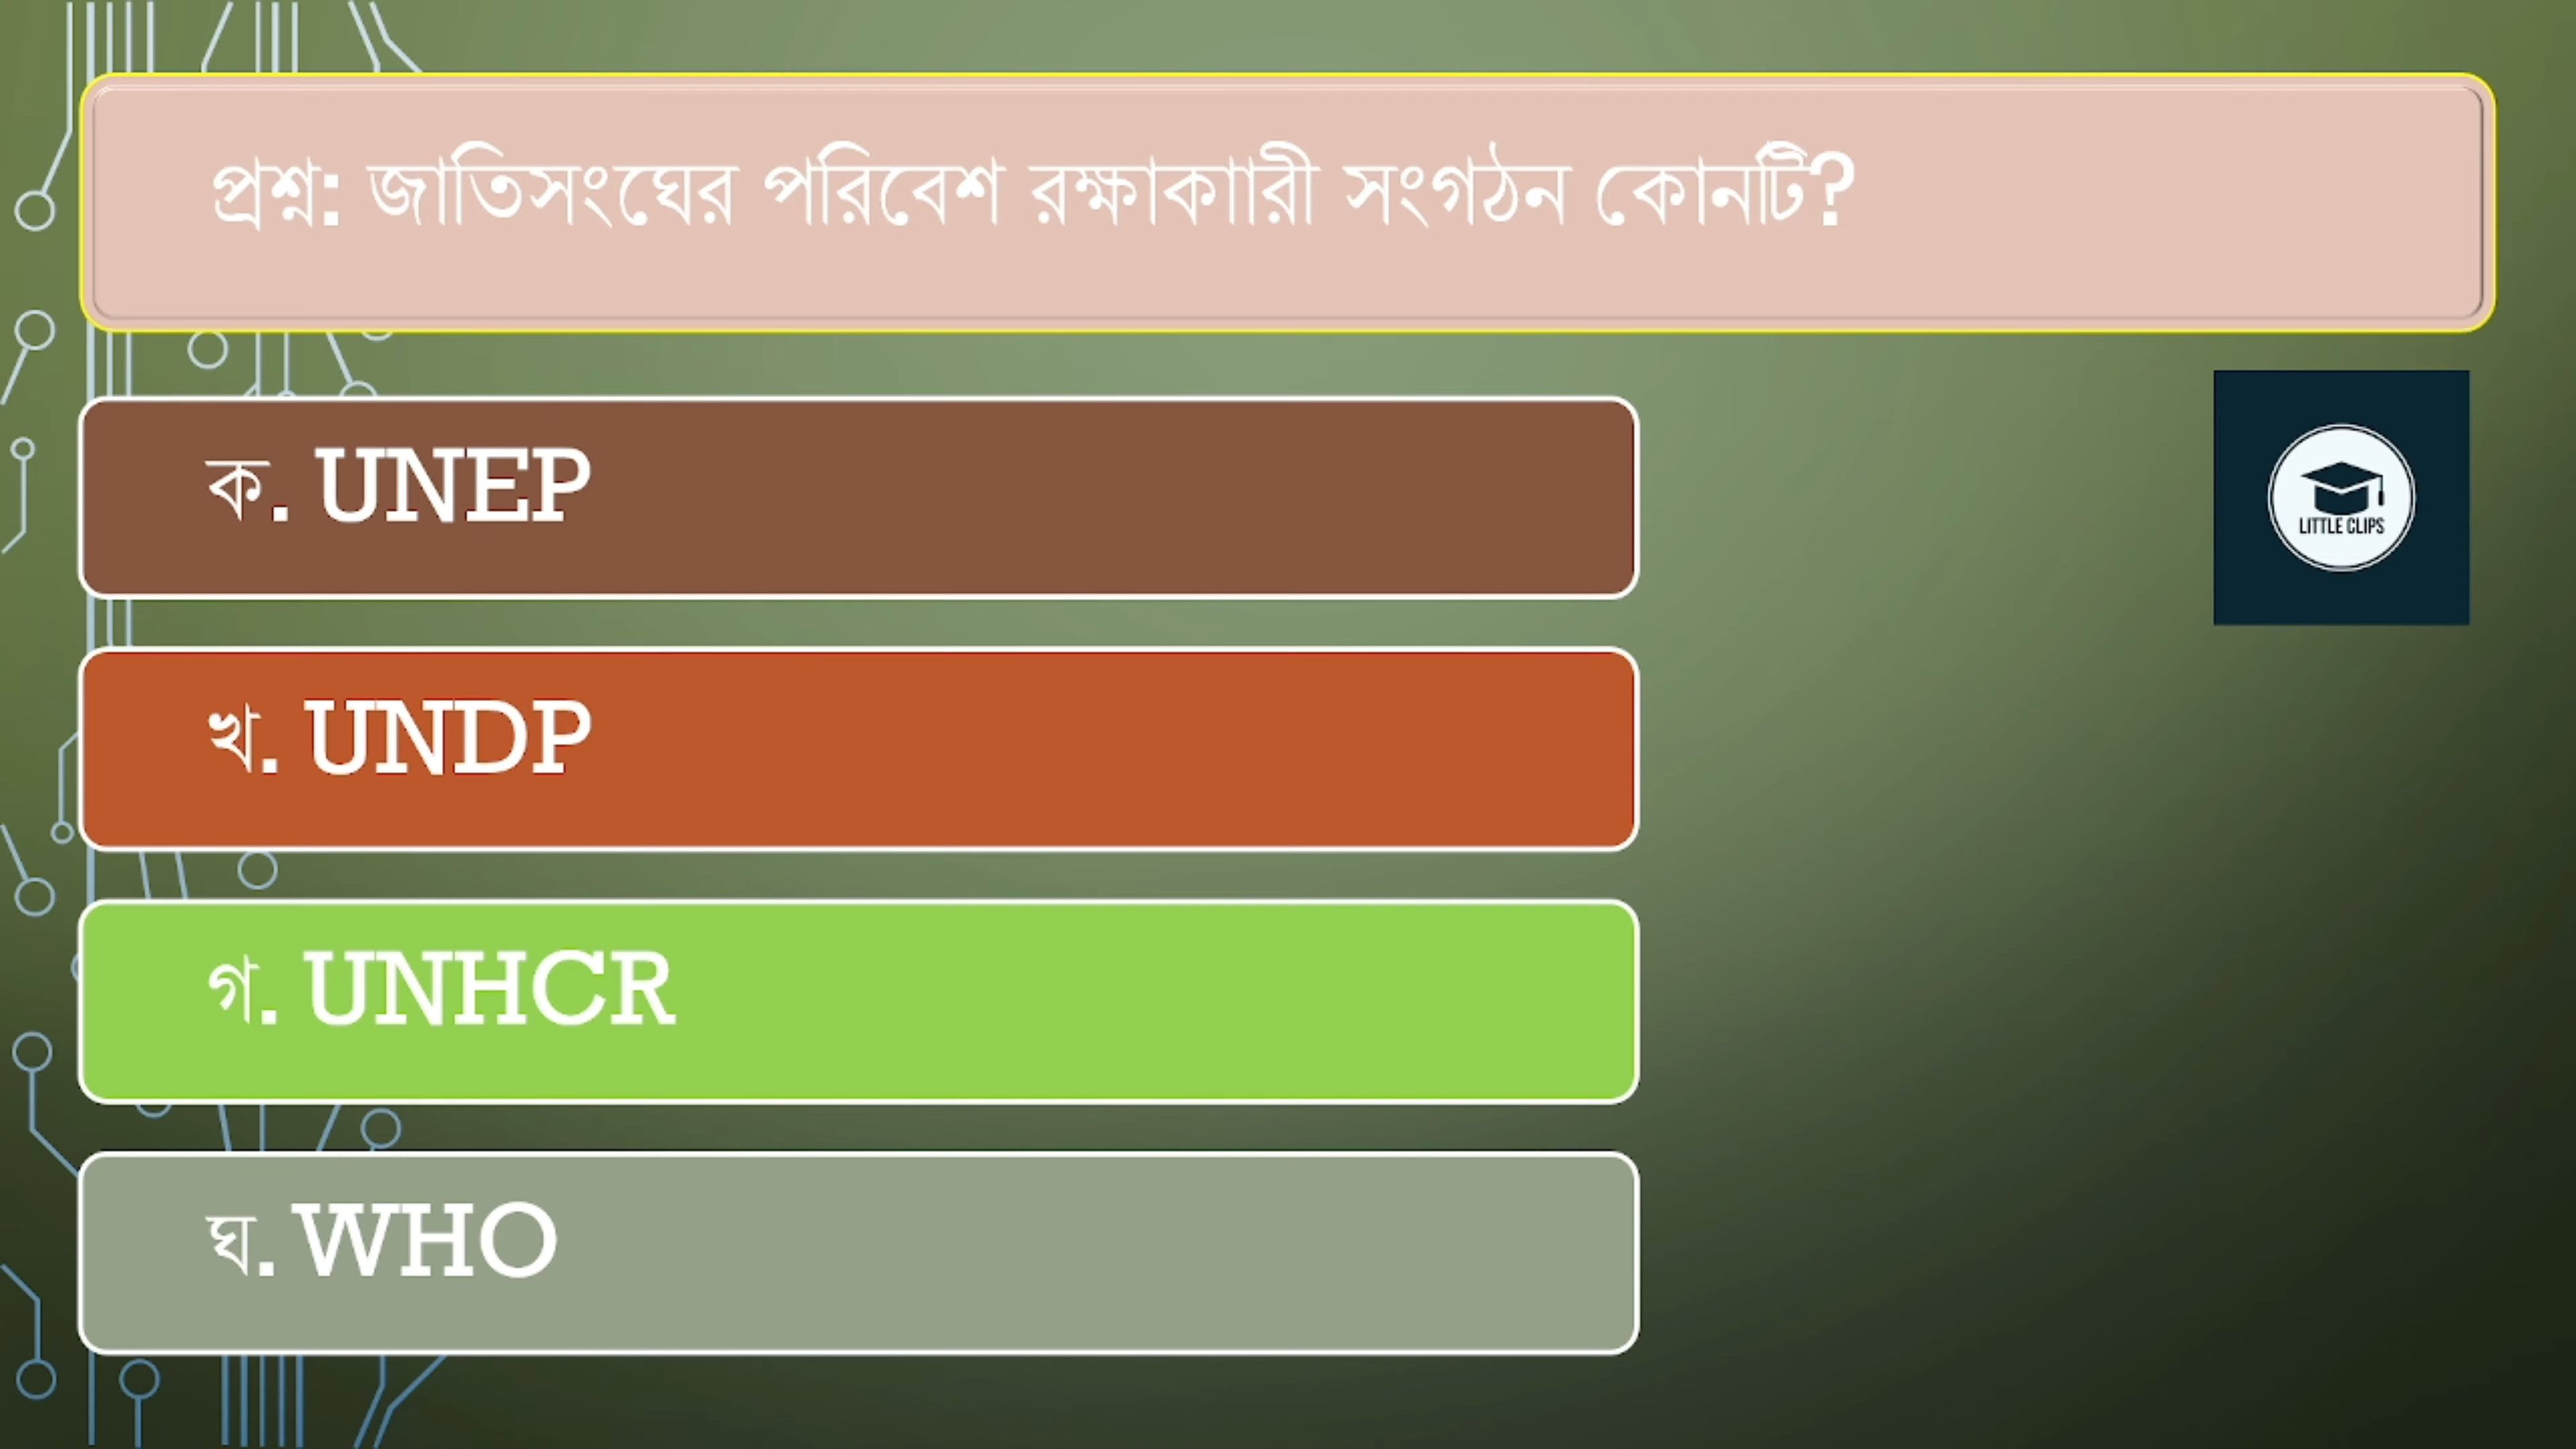 প্রশ্ন: জাতিসংঘের পরিবেশ রক্ষাকাারী সংগঠন কোনটি?
ক. UNEP
LITTLE CLIPS
খ. UNDP
গ. UNHCR
ঘ. WHO